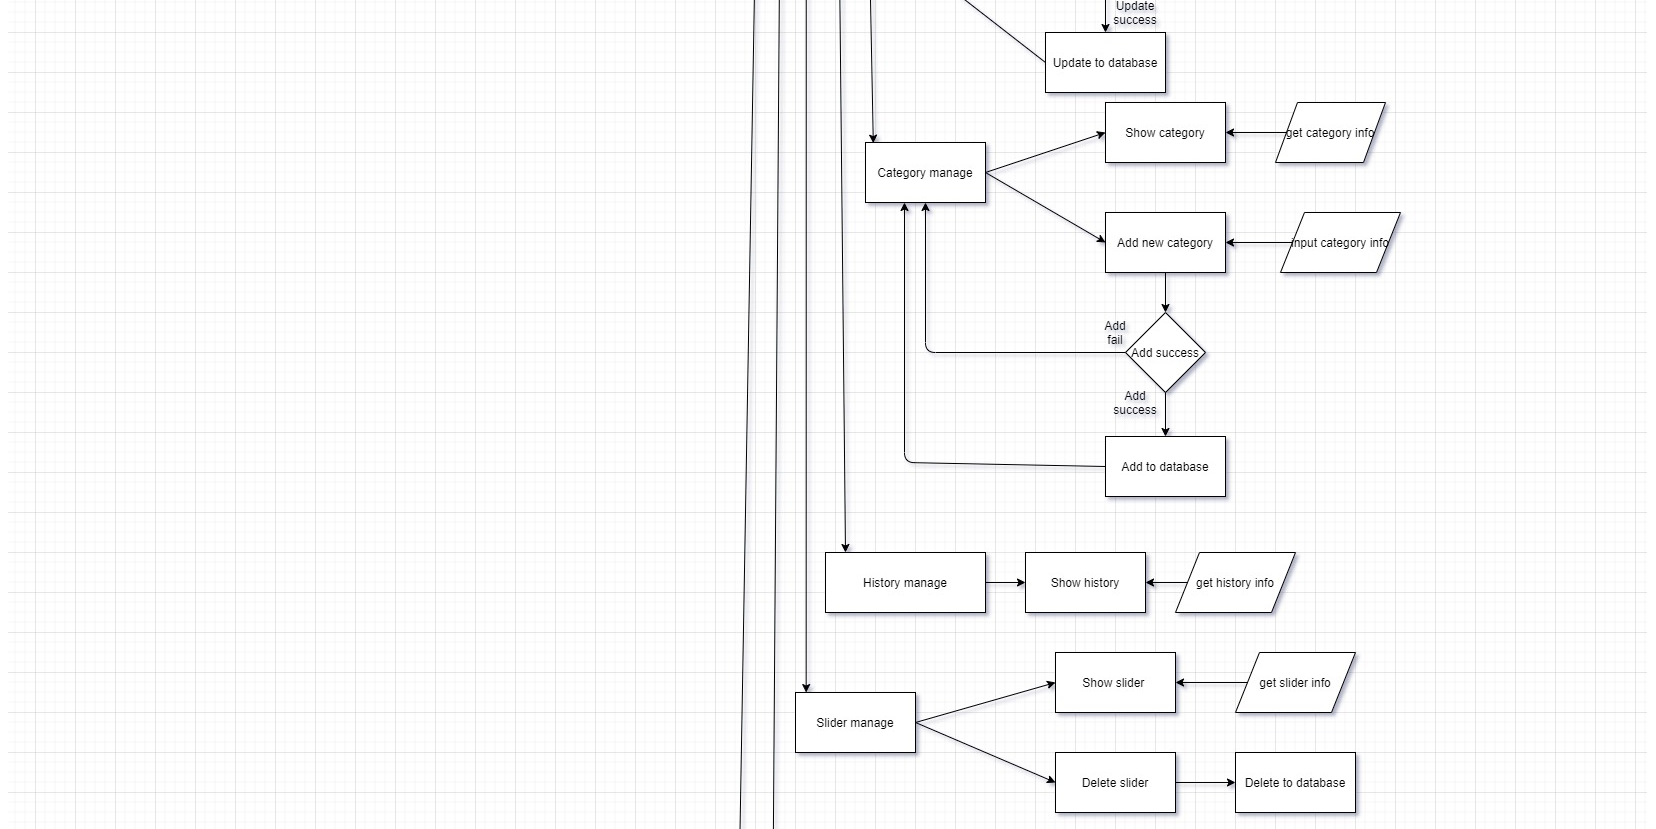 Update
success
Update to database
Show category
get category info
Category manage
Add new category
input category info
Add
fail
Add success
Add
success
Add to database
History manage
Show history
get history info
Show slider
get slider info
Slider manage
Delete slider
Delete to database